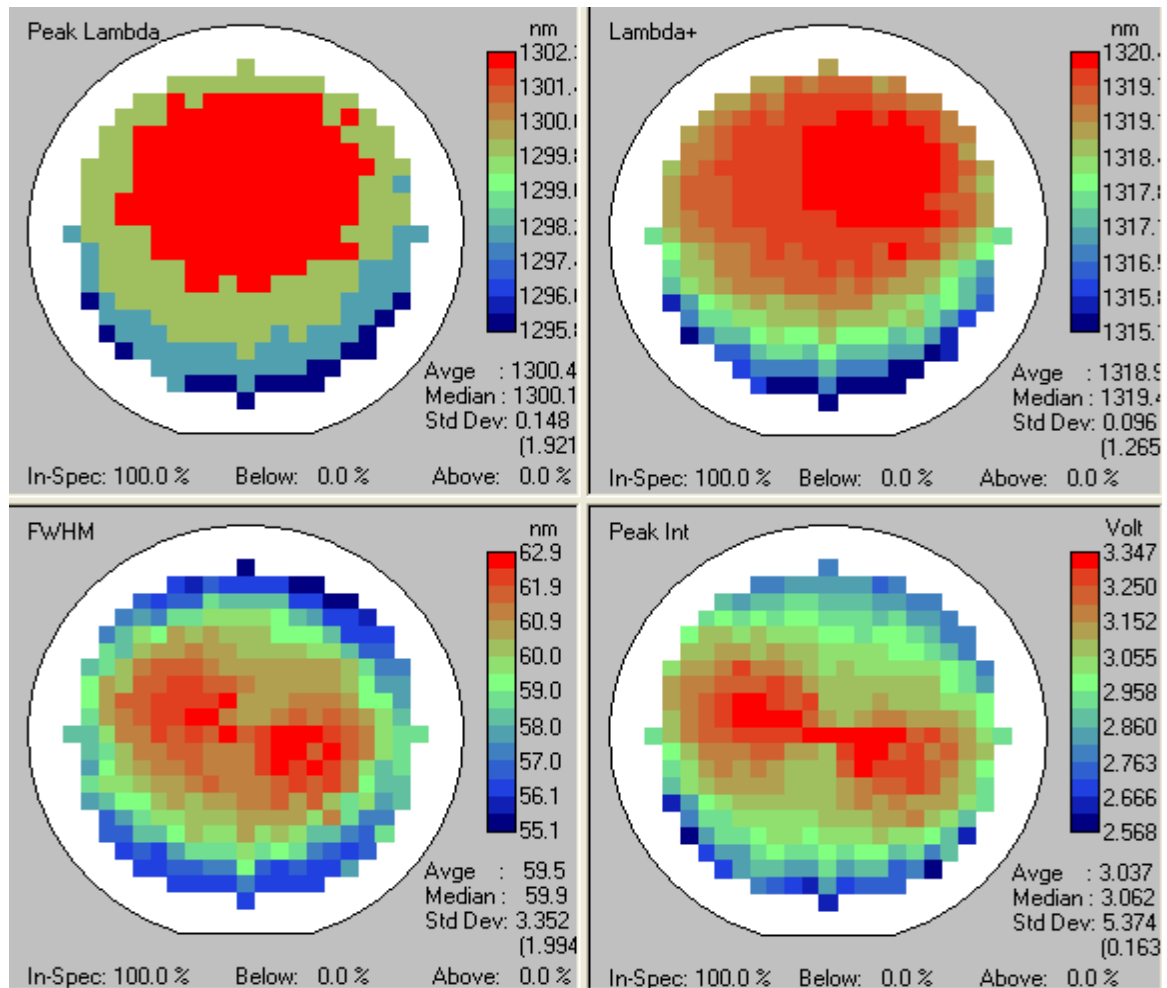 Peak Lambda
nm
1302.
1301.
1300.
1299.
1299.
1298.
1297.
1296.
1295.
Avge : 1300.4
Median : 1300.1
Std Dev: 0.148
(1.921
In-Spec: 100.0 % Below: 0.0 % Above: 0.0 %
Lambda+
nm
1320.
1319.
1319.
1318.
1317.
1317.
1316.
1315.
1315.
Avge : 1318.9
Median : 1319.4
Std Dev: 0.096
(1.265
In-Spec: 100.0 % Below: 0.0 % Above: 0.0 %
FWHM
nm
62.9
61.9
60.9
60.0
59.0
58.0
57.0
56.1
55.1
Avge : 59.5
Median : 59.9
Std Dev: 3.352
(1.994
In-Spec: 100.0 % Below: 0.0 % Above: 0.0 %
Peak Int
Volt
3.347
3.250
3.152
3.055
2.958
2.860
2.763
2.666
2.568
Avge : 3.037
Median : 3.062
Std Dev: 5.374
(0.163
In-Spec: 100.0 % Below: 0.0 % Above: 0.0 %